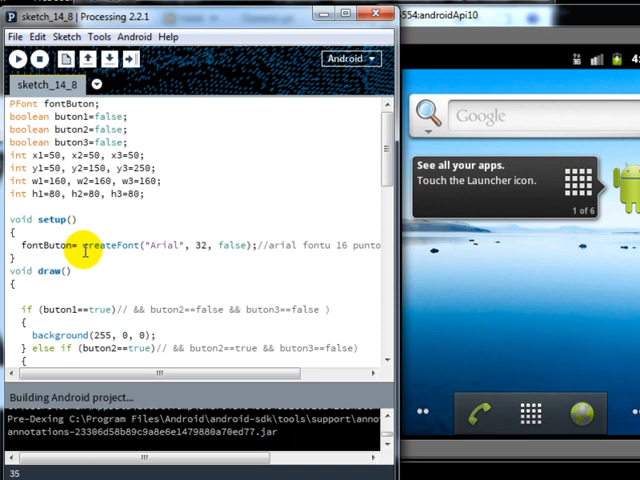 sketch_14_8 | Processing 2.2.1
File Edit Sketch Tools Android Help
Android
sketch_14_8
PFont fontButon;
boolean buton1=false;
boolean buton2=false;
boolean buton3=false;
int x1=50, x2=50, x3=50;
int y1=50, y2=150, y3=250;
int w1=160, w2=160, w3=160;
int h1=80, h2=80, h3=80;
void setup()
{
fontButon= createFont("Arial", 32, false);//arial fontu 16 punto
}
void draw()
{
if (buton1==true)// && buton2==false && buton3==false )
{
background(255, 0, 0);
} else if (buton2==true)// && buton2==true && buton3==false)
{
Building Android project...
Pre-Dexing C:\Program Files\Android\android-sdk\tools\support\anno
annotations-23306d58b89c9a8e6e1479880a70ed77.jar
35
554:androidApi10
4:
Google
See all your apps.
Touch the Launcher icon.
1 of 6